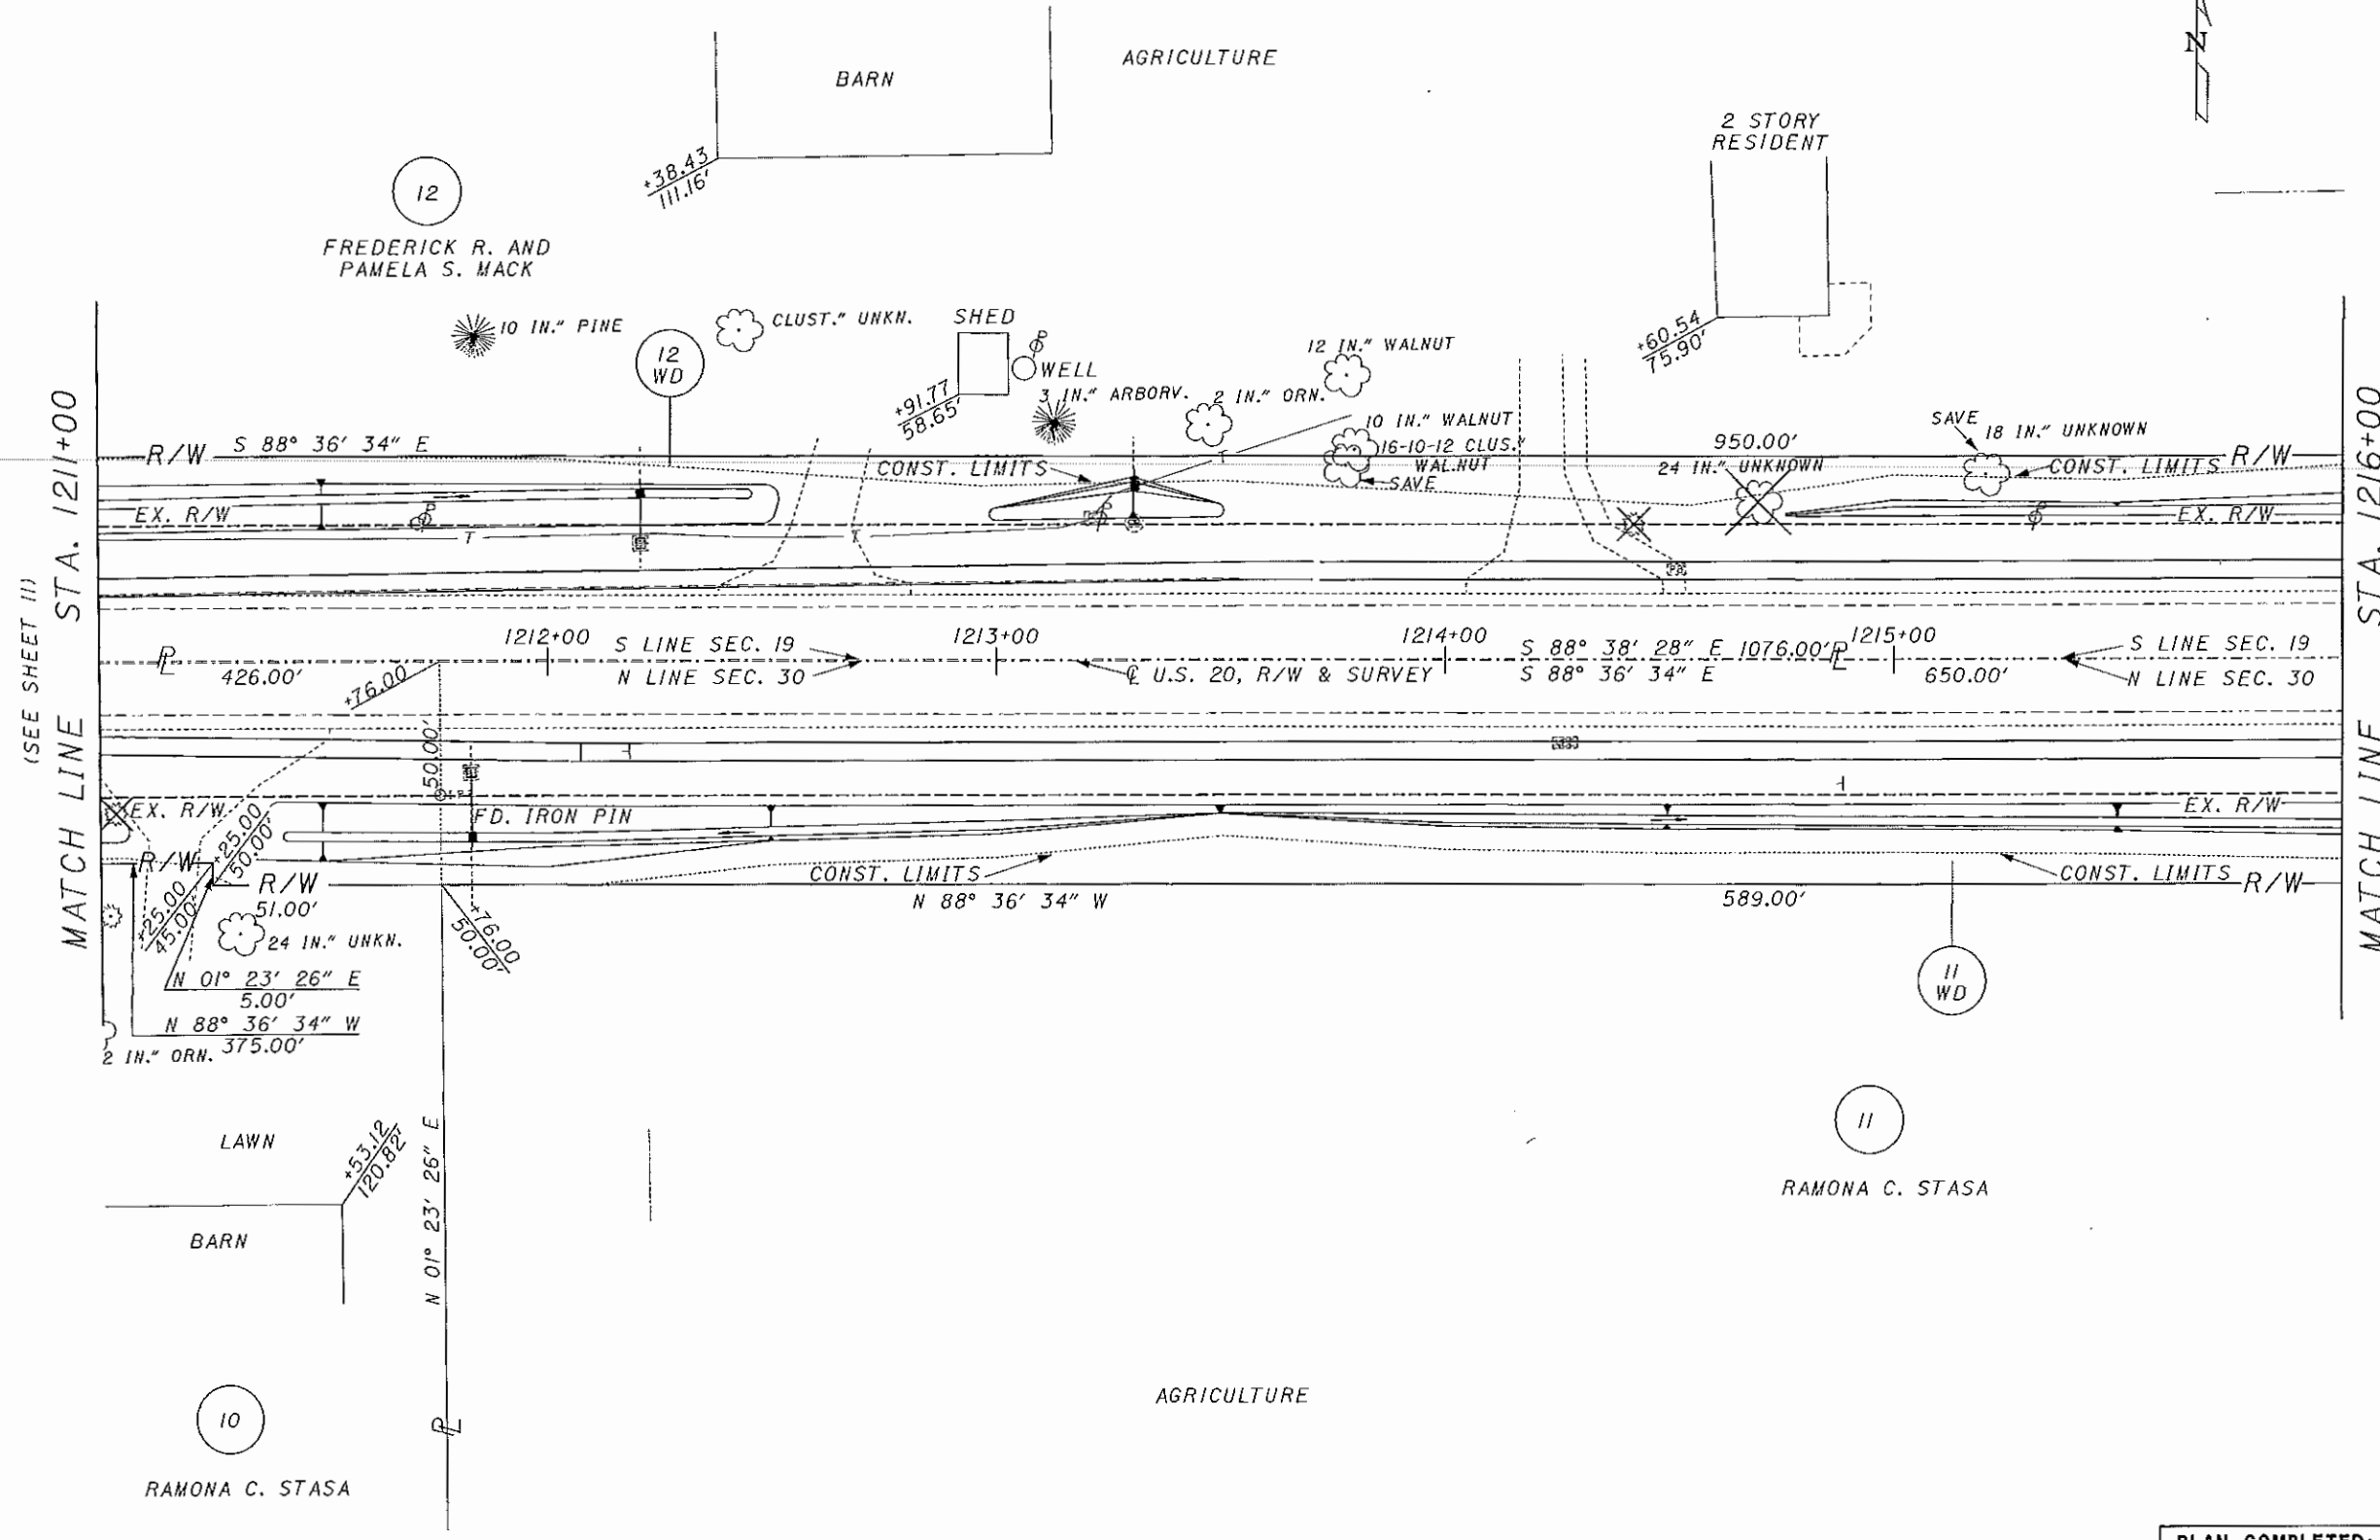 AGRICULTURE
BARN
N
2 STORY
RESIDENT
+38.43
111.16'
12
FREDERICK R. AND
PAMELA S. MACK
10 IN." PINE
CLUST." UNKN.
SHED
12
WD
WELL
12 IN." WALNUT
+60.54
75.90'
3 IN." ARBORV.
2 IN." ORN.
+91.77
58.65'
10 IN." WALNUT
16-10-12 CLUS."
WALNUT
SAVE
950.00'
24 IN." UNKNOWN
SAVE
18 IN." UNKNOWN
R/W
S 88° 36' 34" E
CONST. LIMITS
CONST. LIMITS
R/W
EX. R/W
EX. R/W
T
T
T
MATCH LINE STA. 1211+00
(SEE SHEET 11)
MATCH LINE STA. 1216+00
1212+00
S LINE SEC. 19
N LINE SEC. 30
1213+00
1214+00
S 88° 38' 28" E 1076.00'
S 88° 36' 34" E
1215+00
S LINE SEC. 19
N LINE SEC. 30
PL
426.00'
+76.00
℄ U.S. 20, R/W & SURVEY
PL
650.00'
50.00'
EX. R/W
FD. IRON PIN
EX. R/W
+25.00
50.00'
R/W
R/W
51.00'
+25.00
45.00'
CONST. LIMITS
N 88° 36' 34" W
589.00'
CONST. LIMITS
R/W
24 IN." UNKN.
+76.00
50.00'
N 01° 23' 26" E
5.00'
N 88° 36' 34" W
375.00'
2 IN." ORN.
11
WD
LAWN
+53.12
120.82'
N 01° 23' 26" E
11
RAMONA C. STASA
BARN
AGRICULTURE
10
PL
RAMONA C. STASA
PLAN COMPLETED: